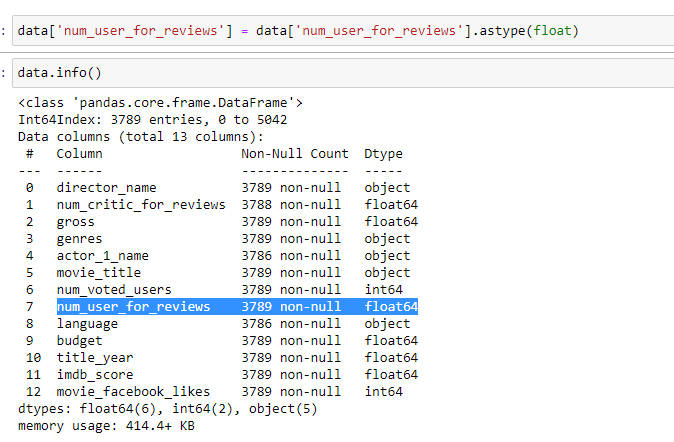 : data['num_user_for_reviews'] = data['num_user_for_reviews'].astype(float)
: data.info()
<class 'pandas.core.frame.DataFrame'>
Int64Index: 3789 entries, 0 to 5042
Data columns (total 13 columns):
 #   Column                  Non-Null Count  Dtype
---  ------                  --------------  -----
 0   director_name           3789 non-null   object
 1   num_critic_for_reviews  3788 non-null   float64
 2   gross                   3789 non-null   float64
 3   genres                  3789 non-null   object
 4   actor_1_name            3786 non-null   object
 5   movie_title             3789 non-null   object
 6   num_voted_users         3789 non-null   int64
 7   num_user_for_reviews    3789 non-null   float64
 8   language                3786 non-null   object
 9   budget                  3789 non-null   float64
 10  title_year              3789 non-null   float64
 11  imdb_score              3789 non-null   float64
 12  movie_facebook_likes    3789 non-null   int64
dtypes: float64(6), int64(2), object(5)
memory usage: 414.4+ KB